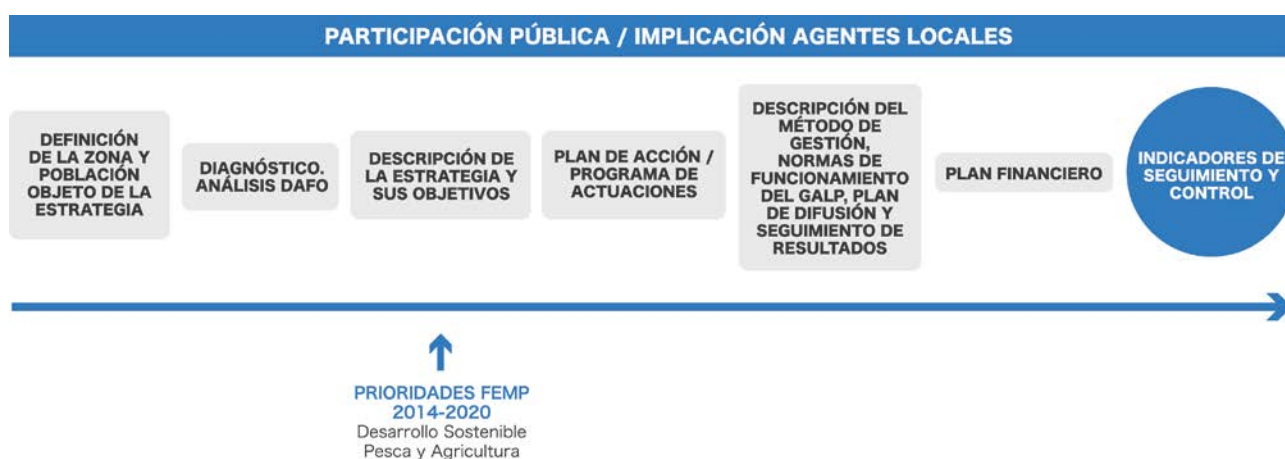 PARTICIPACIÓN PÚBLICA / IMPLICACIÓN AGENTES LOCALES
DEFINICIÓN
DE LA ZONA Y
POBLACIÓN
OBJETO DE LA
ESTRATEGIA
DIAGNÓSTICO.
ANÁLISIS DAFO
DESCRIPCIÓN DE
LA ESTRATEGIA Y
SUS OBJETIVOS
PLAN DE ACCIÓN /
PROGRAMA DE
ACTUACIONES
DESCRIPCIÓN DEL
MÉTODO DE
GESTIÓN,
NORMAS DE
FUNCIONAMIENTO
DEL GALP, PLAN
DE DIFUSIÓN Y
SEGUIMIENTO DE
RESULTADOS
PLAN FINANCIERO
INDICADORES DE
SEGUIMIENTO Y
CONTROL
PRIORIDADES FEMP
2014-2020
Desarrollo Sostenible
Pesca y Agricultura